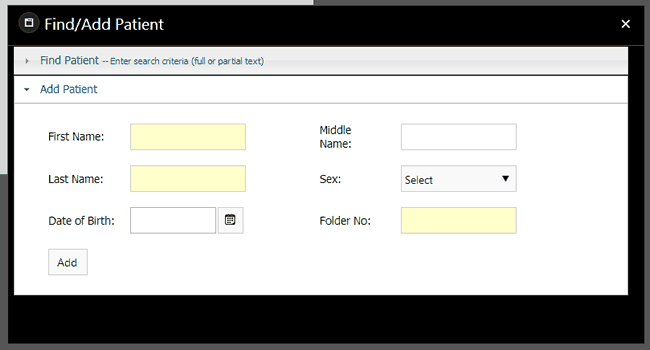 Find/Add Patient
Find Patient -- Enter search criteria (full or partial text)
Add Patient
First Name:
Middle
Name:
Last Name:
Sex:
Select
Date of Birth:
Folder No:
Add